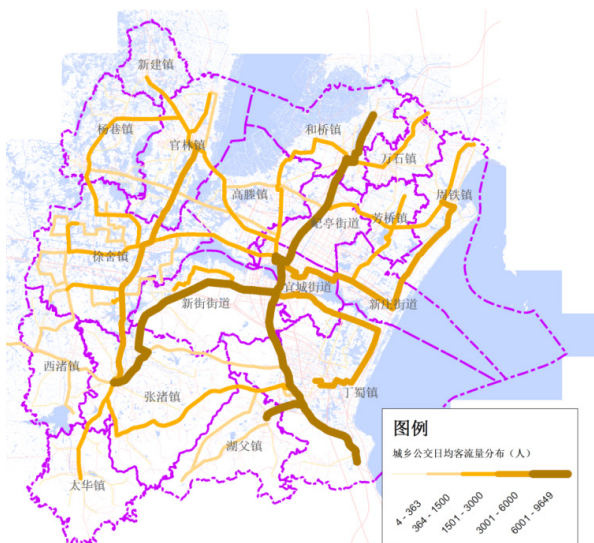 新建镇
杨巷镇
官林镇
和桥镇
万石镇
高塍镇
周铁镇
芳桥镇
屺亭街道
徐舍镇
宜城街道
新庄街道
新街街道
西渚镇
张渚镇
丁蜀镇
湖父镇
太华镇
图例
城乡公交日均客流量分布（人）
4 - 363
364 - 1500
1501 - 3000
3001 - 6000
6001 - 9649